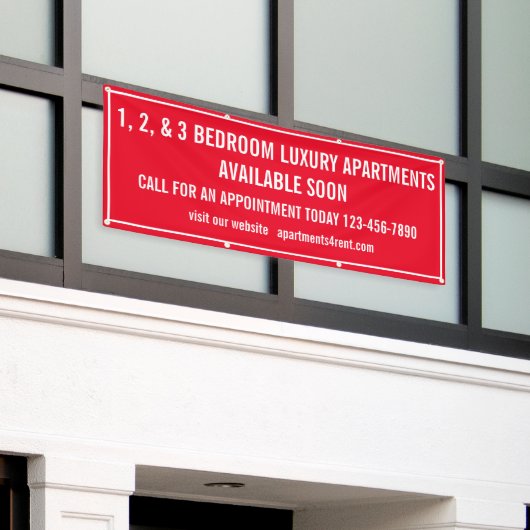 1, 2, & 3 BEDROOM LUXURY APARTMENTS
AVAILABLE SOON
CALL FOR AN APPOINTMENT TODAY 123-456-7890
visit our website apartments4rent.com